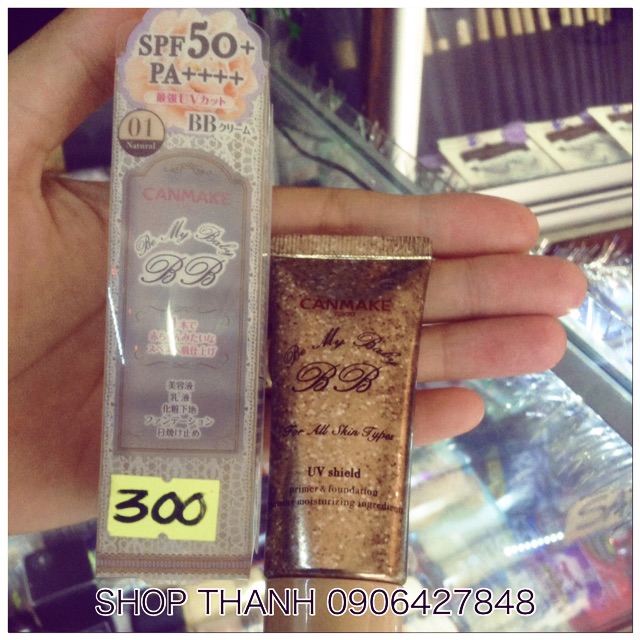 SPF50+
PA++++
最強UVカット
BBクリーム
01
Natural
CANMAKE
Be My Baby
BB
美容液
乳液
化粧下地
ファンデーション
日焼け止め
300
CANMAKE
Be My Baby
BB
For All Skin Types
UV shield
primer & foundation
moisturizing ingredient
SHOP THANH 0906427848